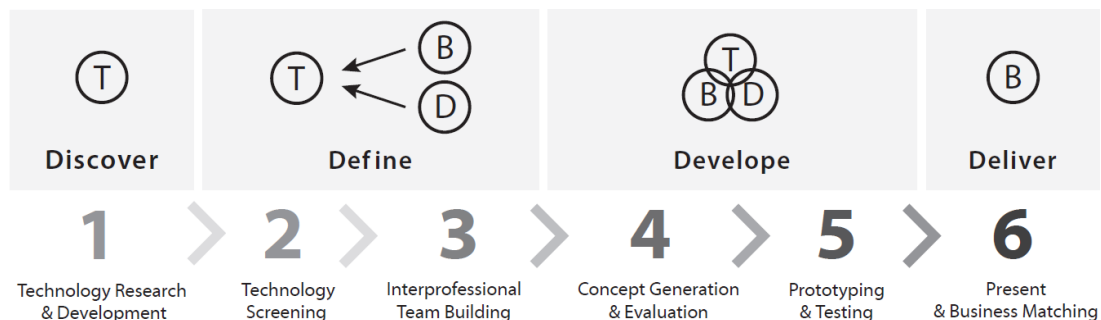 T
T
B
D
T
B D
B
Discover
Define
Develope
Deliver
1
2
3
4
5
6
Technology Research
& Development
Technology
Screening
Interprofessional
Team Building
Concept Generation
& Evaluation
Prototyping
& Testing
Present
& Business Matching